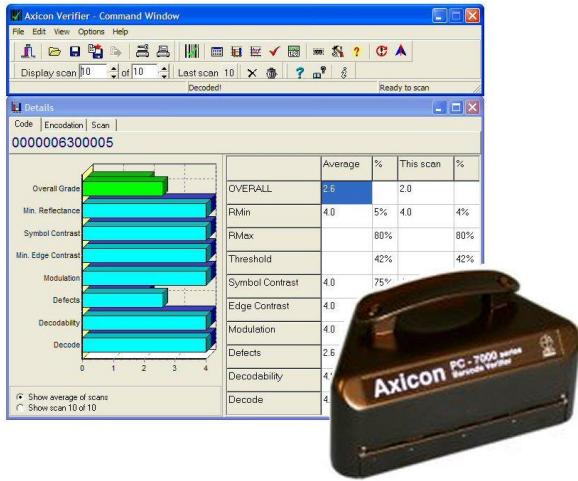 Axicon Verifier - Command Window
File Edit View Options Help
Display scan 10 of 10 Last scan 10
Decoded! Ready to scan
Details
Code Encodation Scan
0000006300005
Average % This scan %
Overall Grade
Min. Reflectance
Symbol Contrast
Min. Edge Contrast
Modulation
Defects
Decodability
Decode
0 1 2 3 4
OVERALL 2.6 2.0
RMin 4.0 5% 4.0 4%
RMax 80% 80%
Threshold 42% 42%
Symbol Contrast 4.0 75%
Edge Contrast 4.0
Modulation 4.0
Defects 2.6
Decodability 4.
Decode 4.
Show average of scans
Show scan 10 of 10
Axicon PC - 7000 series
Barcode Verifier